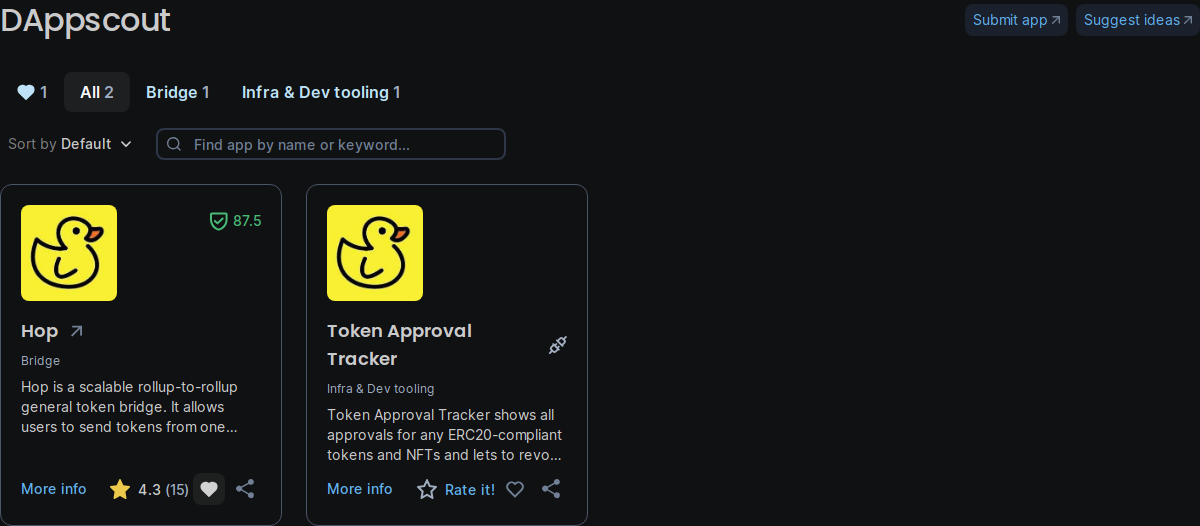 DAppscout
Submit app
Suggest ideas
1
All 2
Bridge 1
Infra & Dev tooling 1
Sort by Default
Find app by name or keyword...
87.5
Hop
Bridge
Hop is a scalable rollup-to-rollup
general token bridge. It allows
users to send tokens from one...
More info
4.3 (15)
Token Approval
Tracker
Infra & Dev tooling
Token Approval Tracker shows all
approvals for any ERC20-compliant
tokens and NFTs and lets to revo...
More info
Rate it!